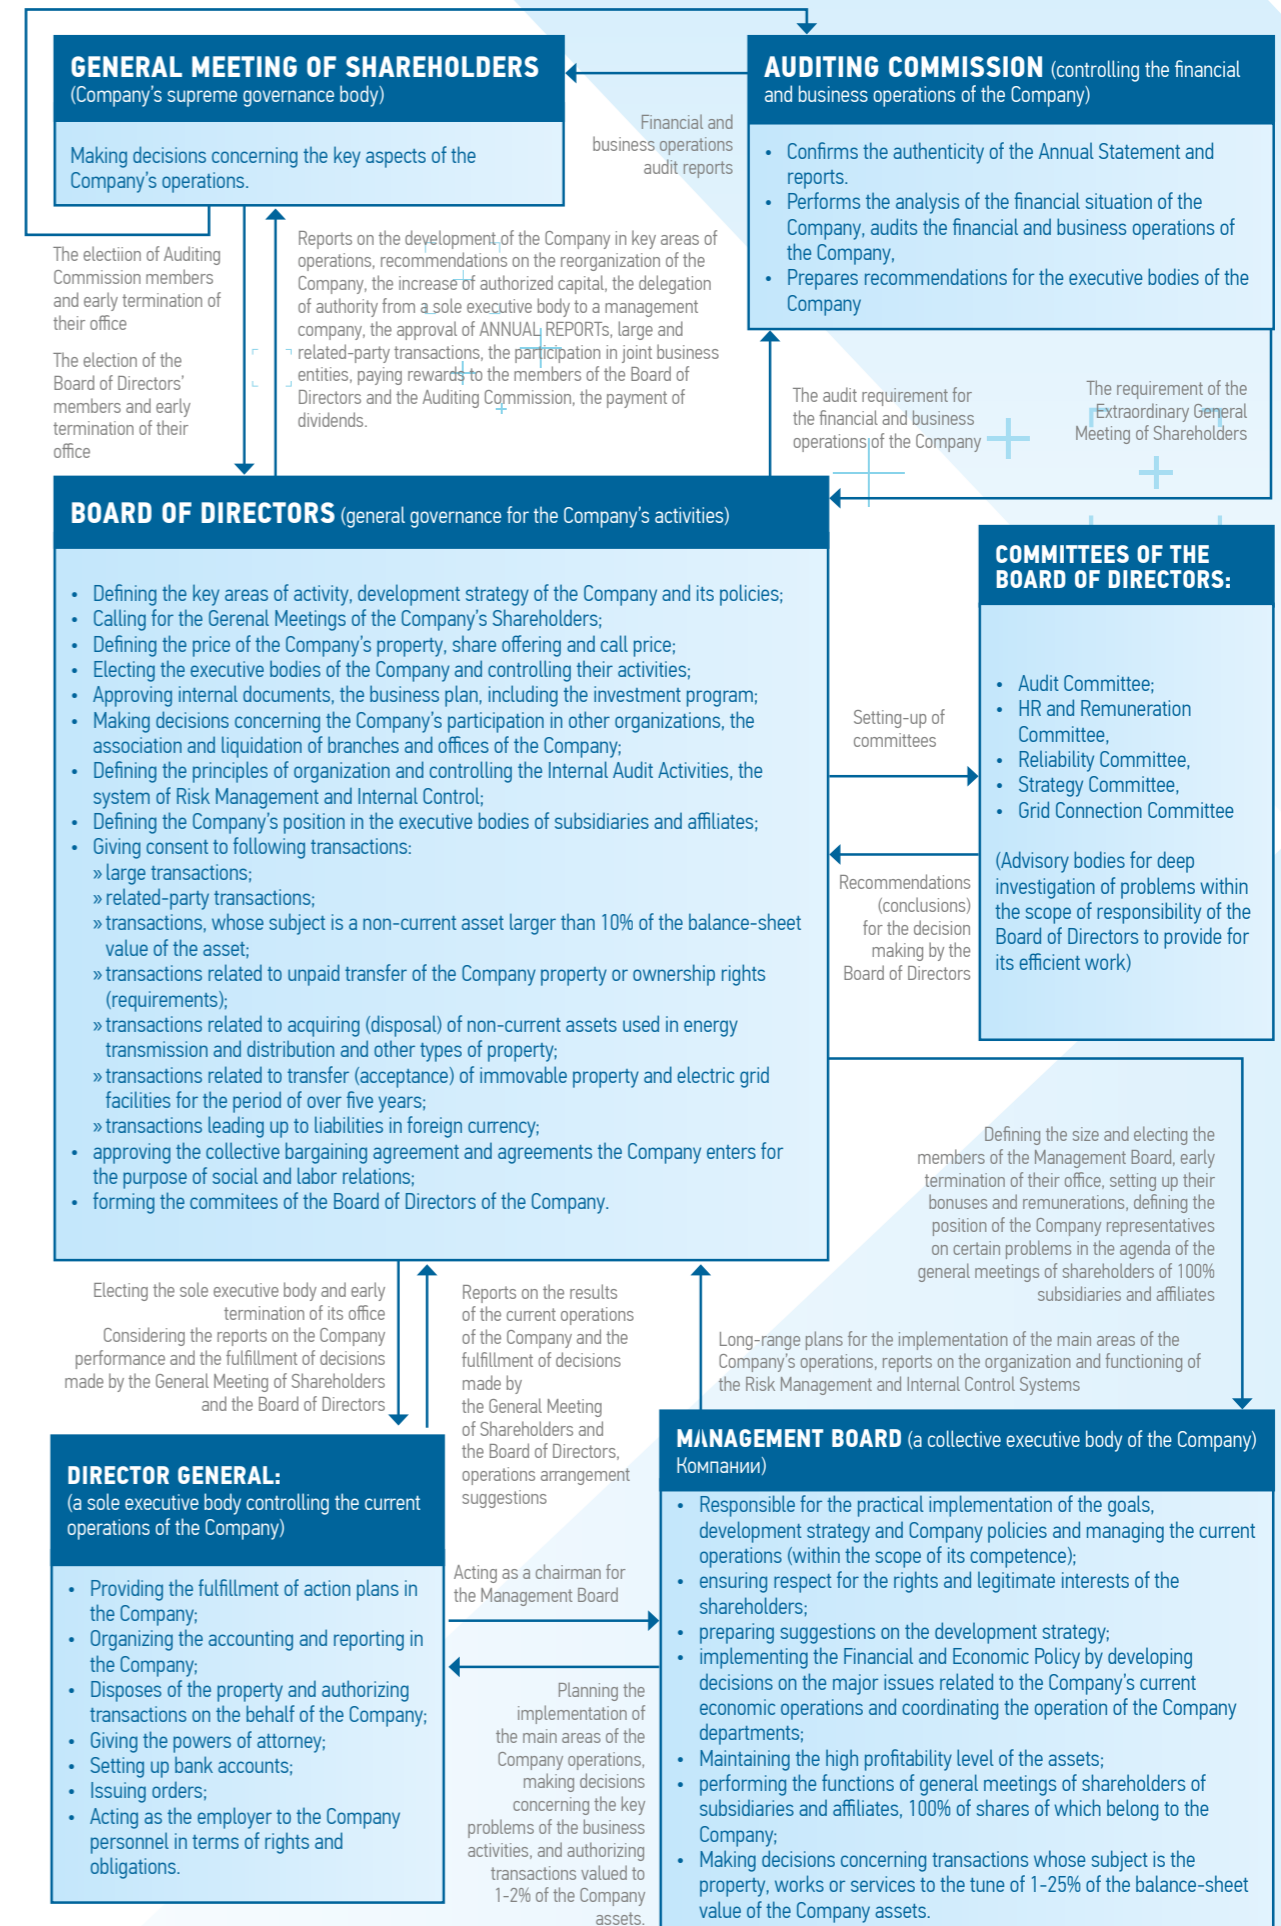 GENERAL MEETING OF SHAREHOLDERS
(Company's supreme governance body)
Making decisions concerning the key aspects of the
Company's operations.
AUDITING COMMISSION (controlling the financial
and business operations of the Company)
• Confirms the authenticity of the Annual Statement and
reports.
• Performs the analysis of the financial situation of the
Company, audits the financial and business operations of
the Company,
• Prepares recommendations for the executive bodies of the
Company
Financial and
business operations
audit reports
The electiion of Auditing
Commission members
and early termination of
their office
The election of the
Board of Directors'
members and early
termination of their
office
Reports on the development of the Company in key areas of
operations, recommendations on the reorganization of the
Company, the increase of authorized capital, the delegation
of authority from a sole executive body to a management
company, the approval of ANNUAL REPORTs, large and
related-party transactions, the participation in joint business
entities, paying rewards to the members of the Board of
Directors and the Auditing Commission, the payment of
dividends.
The audit requirement for
the financial and business
operations of the Company
The requirement of the
Extraordinary General
Meeting of Shareholders
BOARD OF DIRECTORS (general governance for the Company's activities)
• Defining the key areas of activity, development strategy of the Company and its policies;
• Calling for the Gerenal Meetings of the Company's Shareholders;
• Defining the price of the Company's property, share offering and call price;
• Electing the executive bodies of the Company and controlling their activities;
• Approving internal documents, the business plan, including the investment program;
• Making decisions concerning the Company's participation in other organizations, the
association and liquidation of branches and offices of the Company;
• Defining the principles of organization and controlling the Internal Audit Activities, the
system of Risk Management and Internal Control;
• Defining the Company's position in the executive bodies of subsidiaries and affiliates;
• Giving consent to following transactions:
» large transactions;
» related-party transactions;
» transactions, whose subject is a non-current asset larger than 10% of the balance-sheet
value of the asset;
» transactions related to unpaid transfer of the Company property or ownership rights
(requirements);
» transactions related to acquiring (disposal) of non-current assets used in energy
transmission and distribution and other types of property;
» transactions related to transfer (acceptance) of immovable property and electric grid
facilities for the period of over five years;
» transactions leading up to liabilities in foreign currency;
• approving the collective bargaining agreement and agreements the Company enters for
the purpose of social and labor relations;
• forming the commitees of the Board of Directors of the Company.
Setting-up of
committees
Recommendations
(conclusions)
for the decision
making by the
Board of Directors
COMMITTEES OF THE
BOARD OF DIRECTORS:
• Audit Committee;
• HR and Remuneration
Committee,
• Reliability Committee,
• Strategy Committee,
• Grid Connection Committee
(Advisory bodies for deep
investigation of problems within
the scope of responsibility of the
Board of Directors to provide for
its efficient work)
Defining the size and electing the
members of the Management Board, early
termination of their office, setting up their
bonuses and remunerations, defining the
position of the Company representatives
on certain problems in the agenda of the
general meetings of shareholders of 100%
subsidiaries and affiliates
Electing the sole executive body and early
termination of its office
Considering the reports on the Company
performance and the fulfillment of decisions
made by the General Meeting of Shareholders
and the Board of Directors
Reports on the results
of the current operations
of the Company and the
fulfillment of decisions
made by
the General Meeting
of Shareholders and
the Board of Directors,
operations arrangement
suggestions
Long-range plans for the implementation of the main areas of the
Company's operations, reports on the organization and functioning of
the Risk Management and Internal Control Systems
DIRECTOR GENERAL:
(a sole executive body controlling the current
operations of the Company)
• Providing the fulfillment of action plans in
the Company;
• Organizing the accounting and reporting in
the Company;
• Disposes of the property and authorizing
transactions on the behalf of the Company;
• Giving the powers of attorney;
• Setting up bank accounts;
• Issuing orders;
• Acting as the employer to the Company
personnel in terms of rights and
obligations.
Acting as a chairman for
the Management Board
Planning the
implementation of
the main areas of the
Company operations,
making decisions
concerning the key
problems of the business
activities, and authorizing
transactions valued to
1-2% of the Company
assets.
MANAGEMENT BOARD (a collective executive body of the Company)
Компании)
• Responsible for the practical implementation of the goals,
development strategy and Company policies and managing the current
operations (within the scope of its competence);
• ensuring respect for the rights and legitimate interests of the
shareholders;
• preparing suggestions on the development strategy;
• implementing the Financial and Economic Policy by developing
decisions on the major issues related to the Company's current
economic operations and coordinating the operation of the Company
departments;
• Maintaining the high profitability level of the assets;
• performing the functions of general meetings of shareholders of
subsidiaries and affiliates, 100% of shares of which belong to the
Company;
• Making decisions concerning transactions whose subject is the
property, works or services to the tune of 1-25% of the balance-sheet
value of the Company assets.